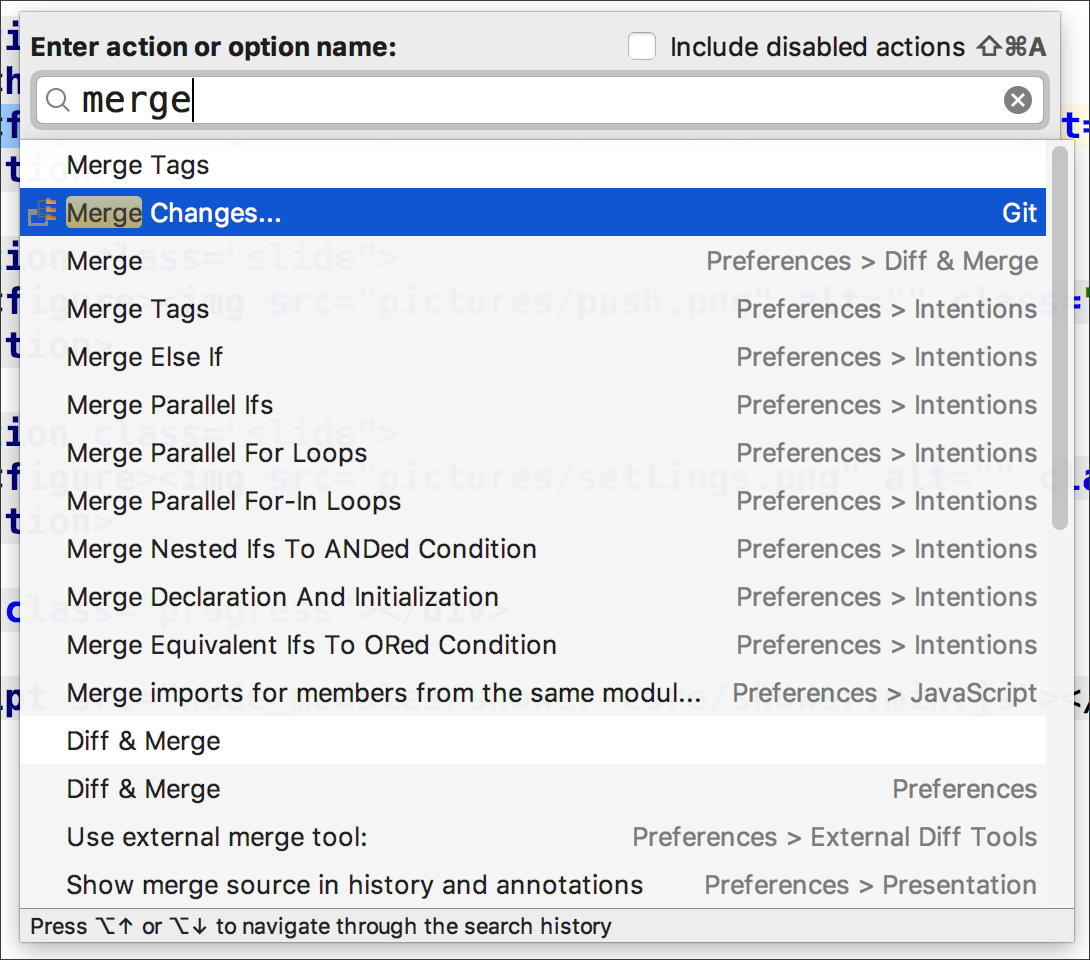 Enter action or option name: Include disabled actions ⇧⌘A
merge
t=
Merge Tags
Merge Changes... Git
Merge Preferences > Diff & Merge
Merge Tags Preferences > Intentions
Merge Else If Preferences > Intentions
Merge Parallel Ifs Preferences > Intentions
Merge Parallel For Loops Preferences > Intentions
Merge Parallel For-In Loops Preferences > Intentions
Merge Nested Ifs To ANDed Condition Preferences > Intentions
Merge Declaration And Initialization Preferences > Intentions
Merge Equivalent Ifs To ORed Condition Preferences > Intentions
Merge imports for members from the same modul... Preferences > JavaScript
Diff & Merge
Diff & Merge Preferences
Use external merge tool: Preferences > External Diff Tools
Show merge source in history and annotations Preferences > Presentation
Press ⌥↑ or ⌥↓ to navigate through the search history